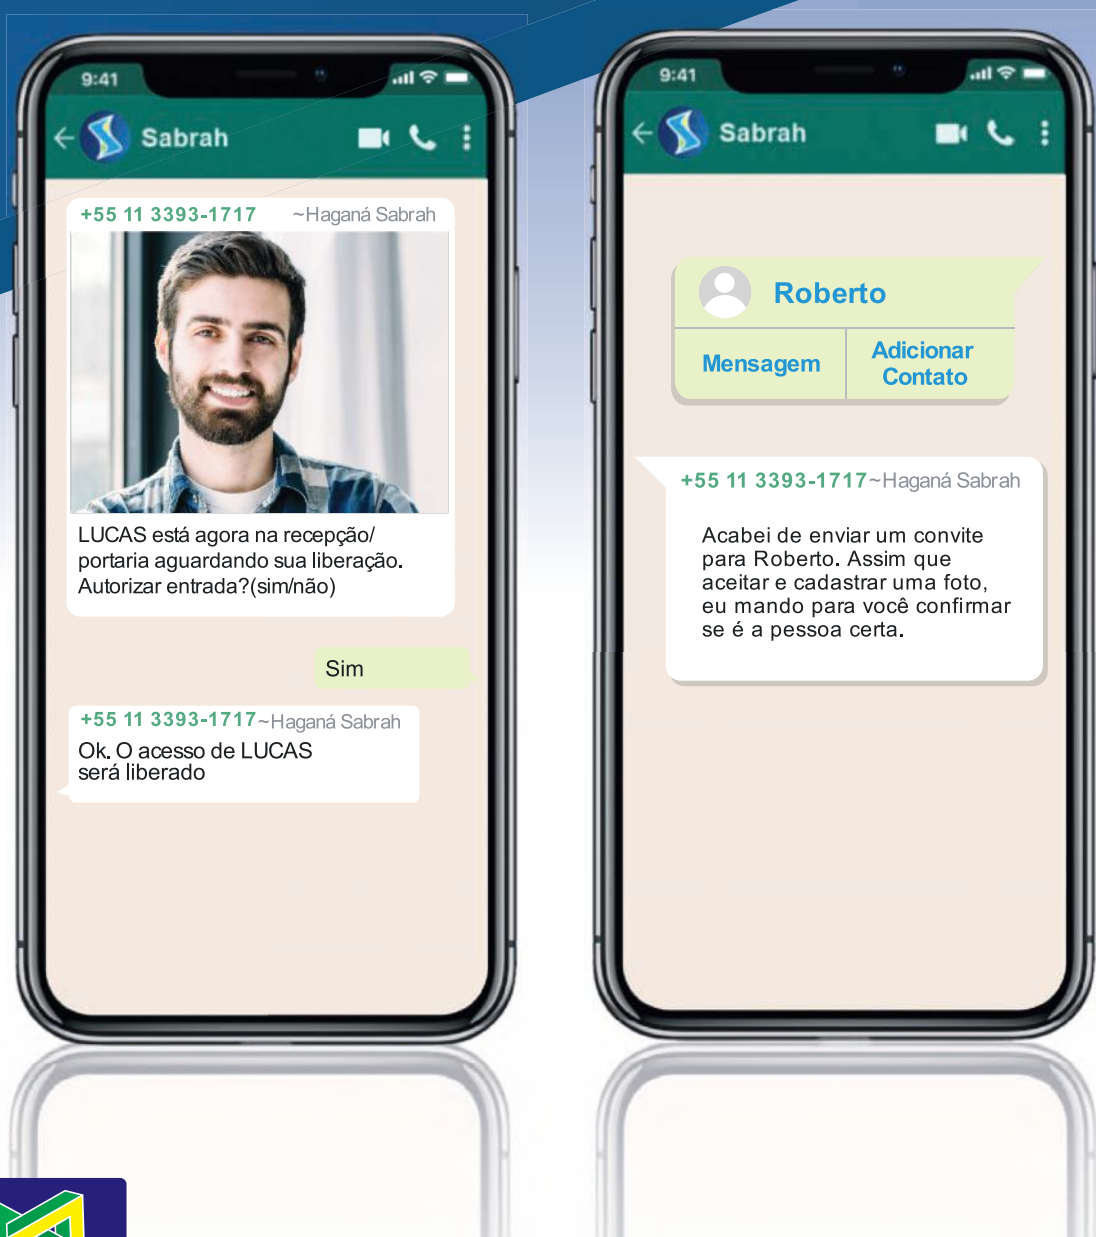 9:41
Sabrah
+55 11 3393-1717 ~Haganá Sabrah
LUCAS está agora na recepção/
portaria aguardando sua liberação.
Autorizar entrada?(sim/não)
Sim
+55 11 3393-1717~Haganá Sabrah
Ok. O acesso de LUCAS
será liberado
9:41
Sabrah
Roberto
Mensagem
Adicionar
Contato
+55 11 3393-1717~Haganá Sabrah
Acabei de enviar um convite
para Roberto. Assim que
aceitar e cadastrar uma foto,
eu mando para você confirmar
se é a pessoa certa.